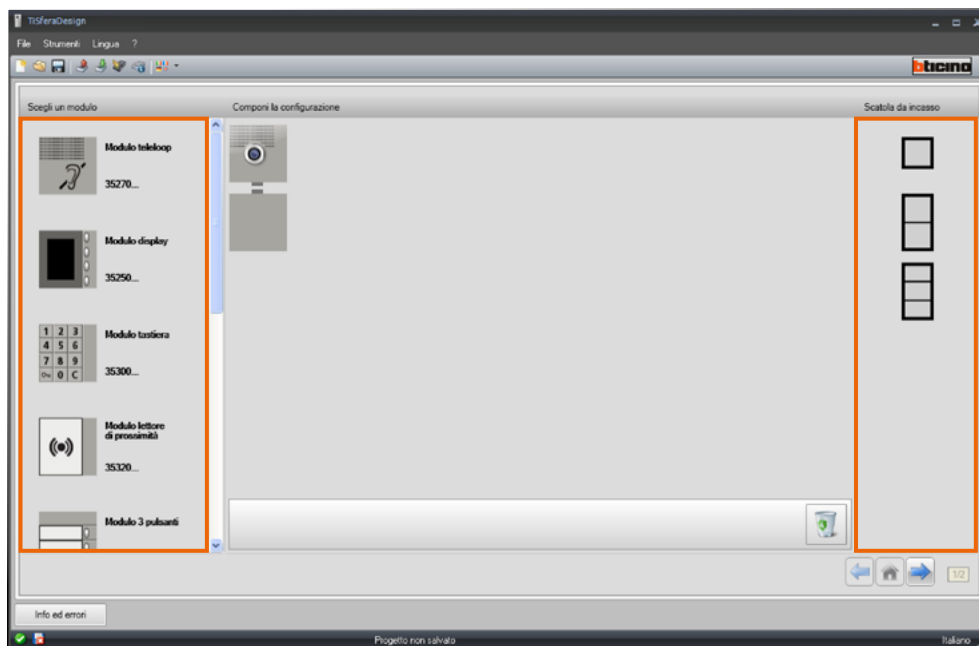 TiSferaDesign
File Strumenti Lingua ?
bticino
Scegli un modulo
Componi la configurazione
Scatola da incasso
Modulo teleloop
35270...
Modulo display
35250...
1 2 3
4 5 6
7 8 9
0 C
Modulo tastiera
35300...
Modulo lettore
di prossimità
35320...
Modulo 3 pulsanti
1/2
Info ed errori
Progetto non salvato
Italiano